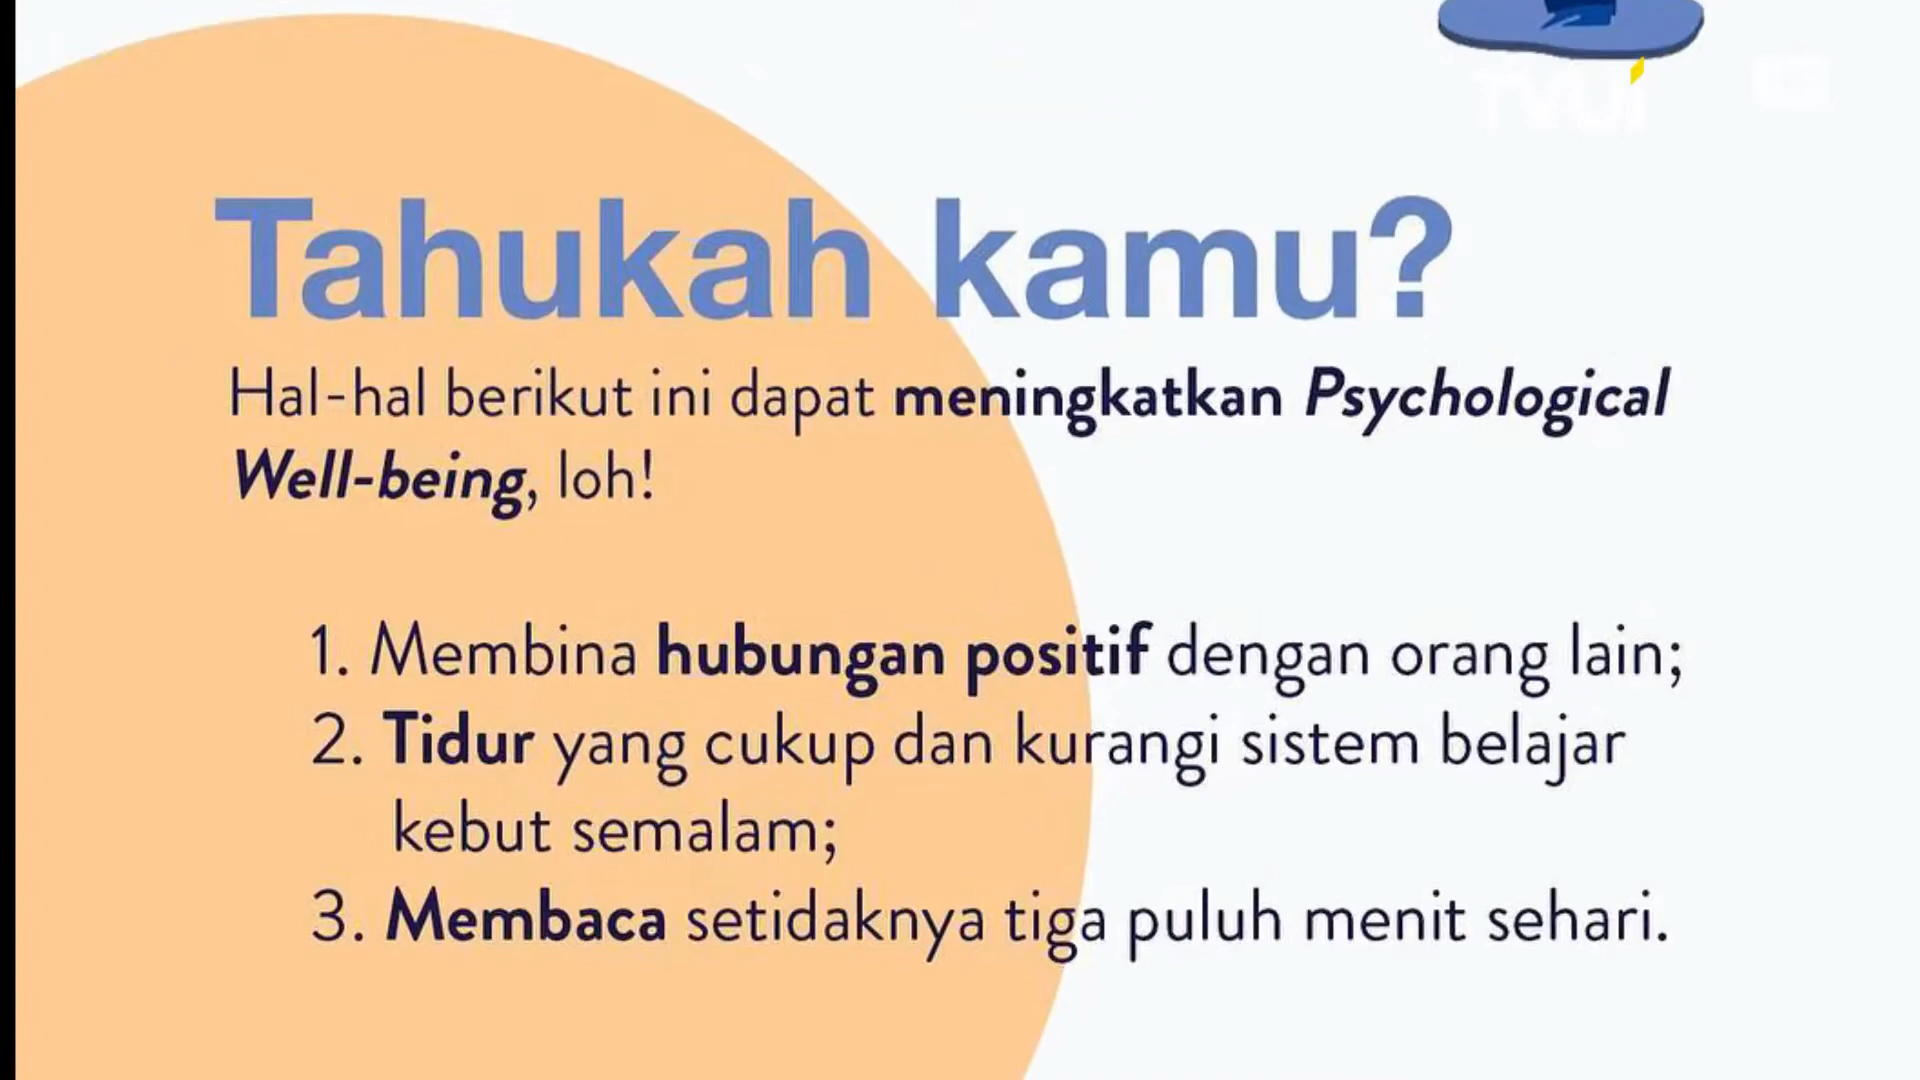 TVUI
Tahukah kamu?
Hal-hal berikut ini dapat meningkatkan Psychological
Well-being, loh!
1. Membina hubungan positif dengan orang lain;
2. Tidur yang cukup dan kurangi sistem belajar
kebut semalam;
3. Membaca setidaknya tiga puluh menit sehari.